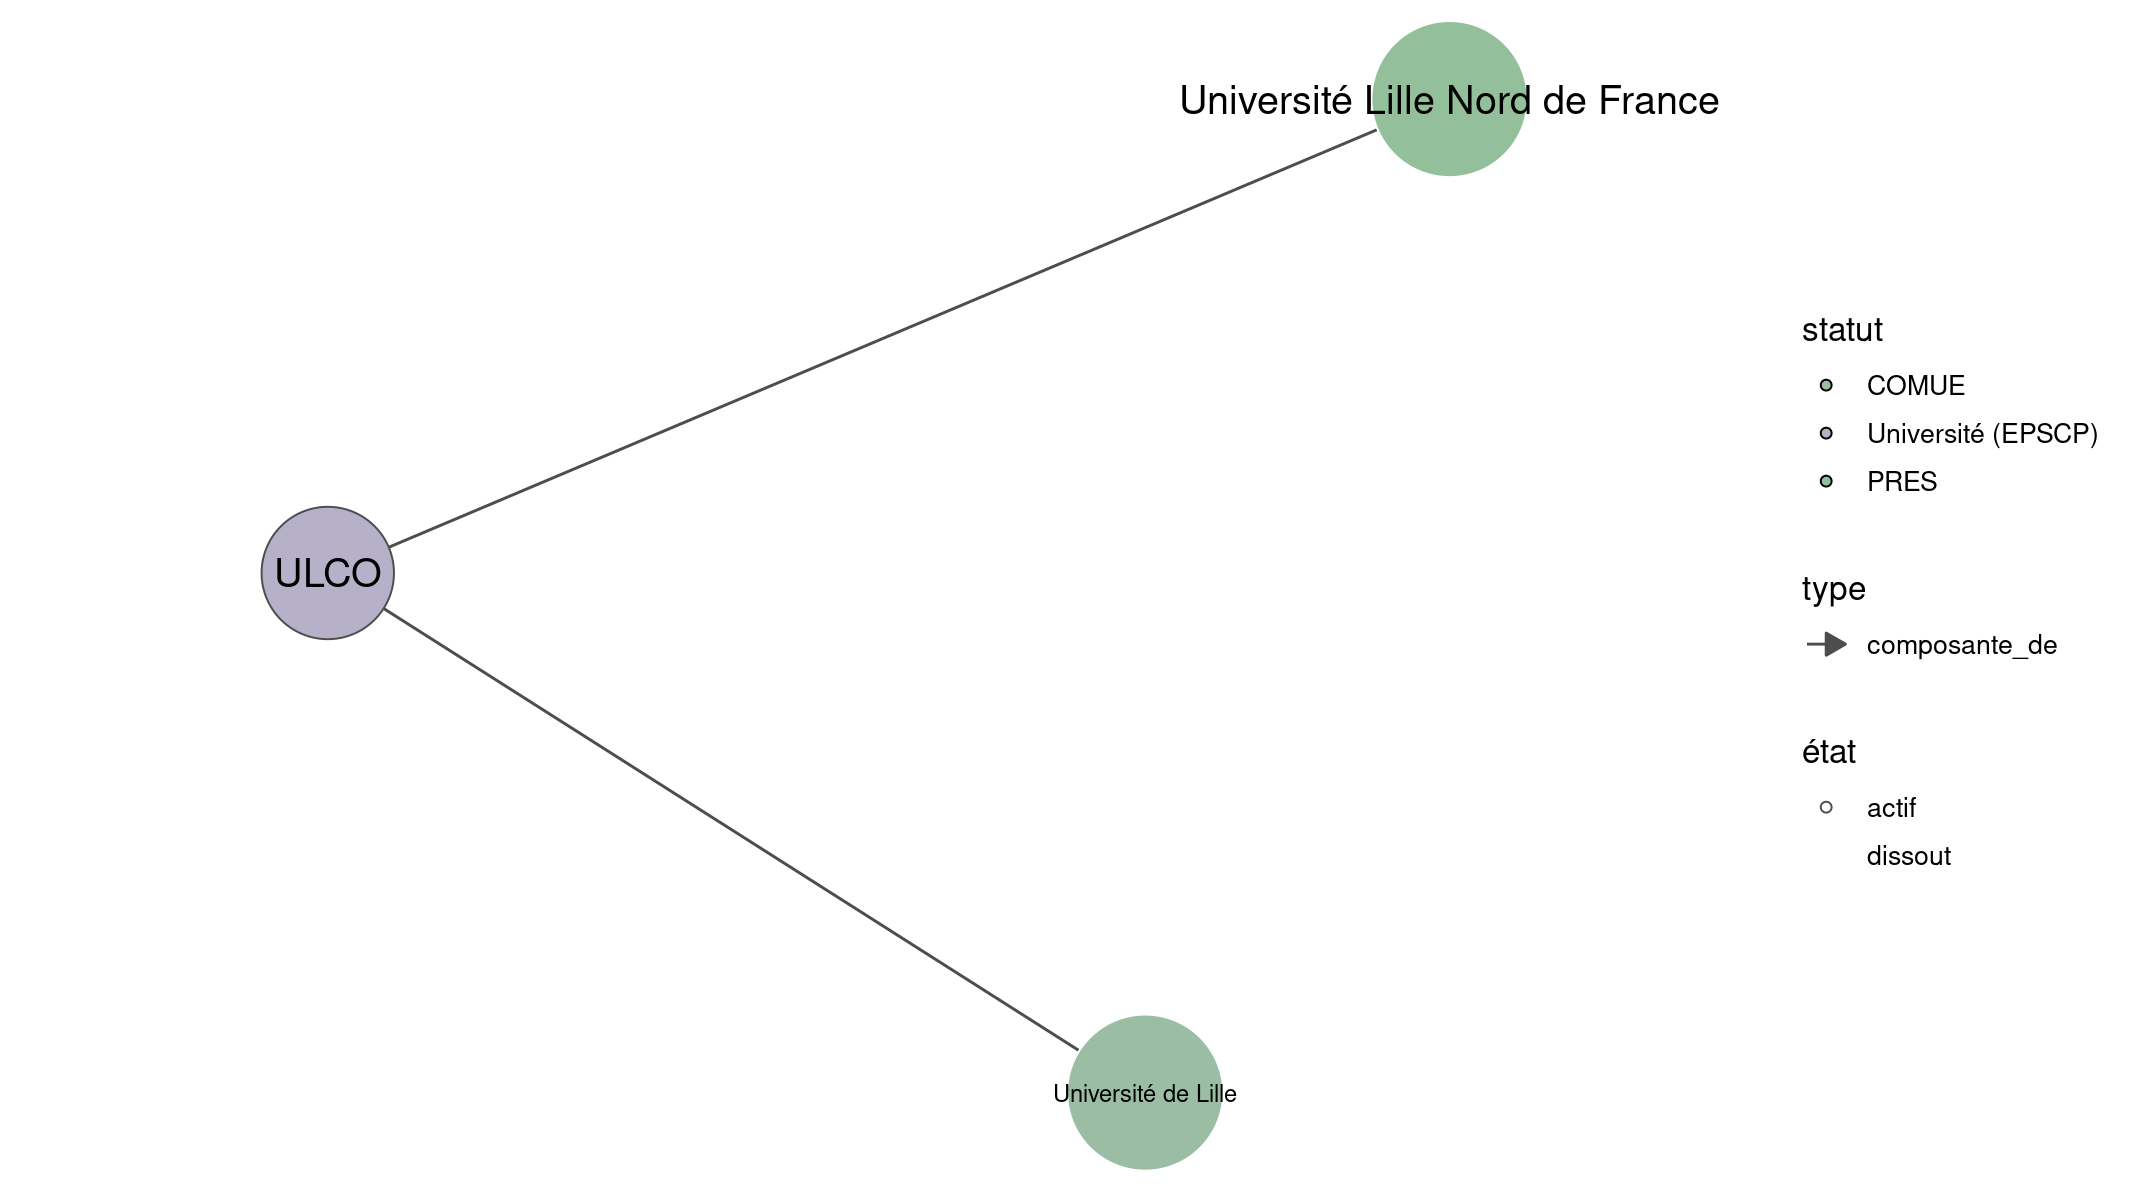 Université Lille Nord de France
statut
COMUE
Université (EPSCP)
PRES
ULCO
type
composante_de
état
actif
dissout
Université de Lille